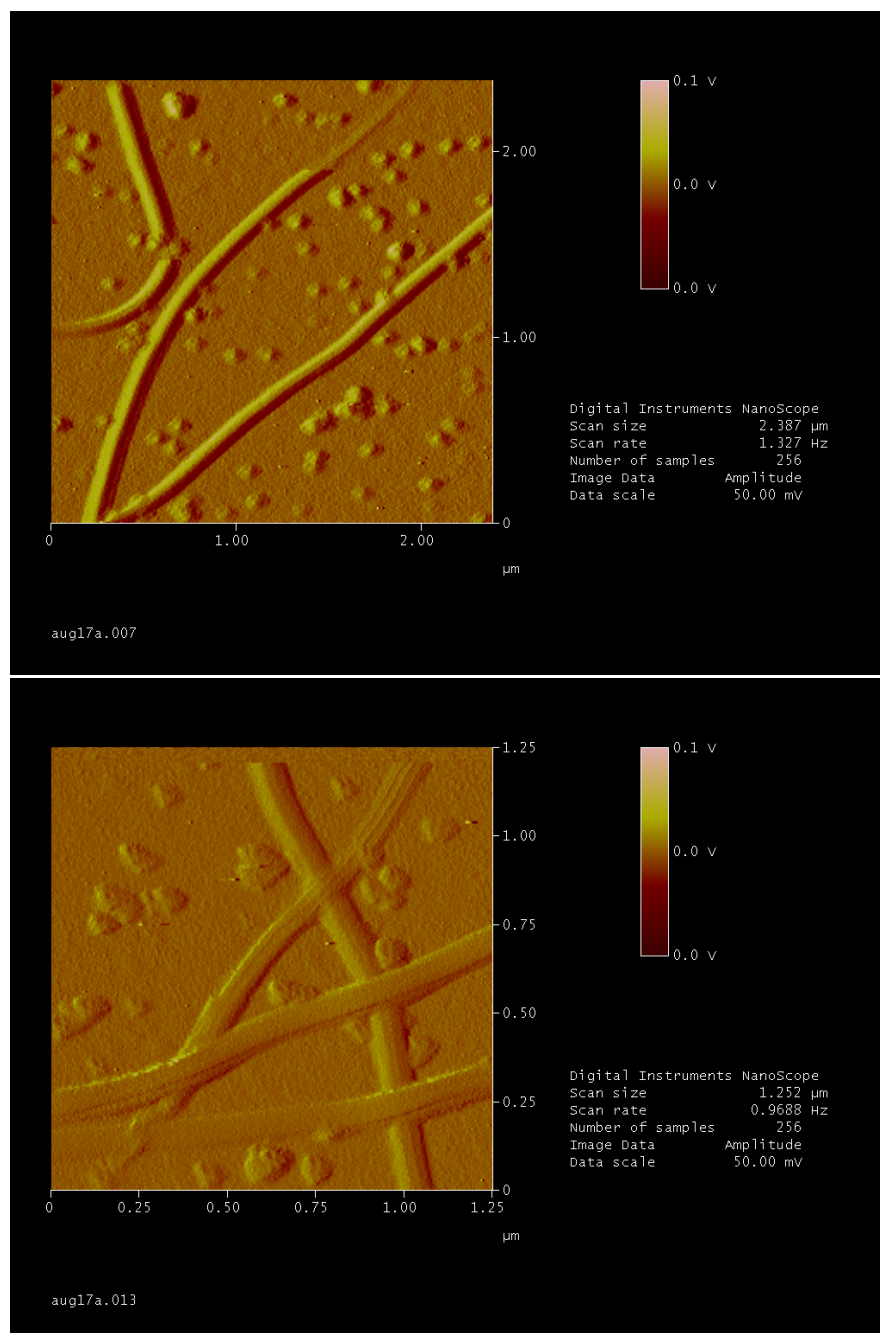 0.1 V
2.00
0.0 V
0.0 V
1.00
Digital Instruments NanoScope
Scan size 2.387 µm
Scan rate 1.327 Hz
Number of samples 256
Image Data Amplitude
Data scale 50.00 mV
0
0 1.00 2.00
µm
aug17a.007
1.25
0.1 V
1.00
0.0 V
0.75
0.0 V
0.50
Digital Instruments NanoScope
Scan size 1.252 µm
Scan rate 0.9688 Hz
0.25
Number of samples 256
Image Data Amplitude
Data scale 50.00 mV
0
0 0.25 0.50 0.75 1.00 1.25
µm
aug17a.013